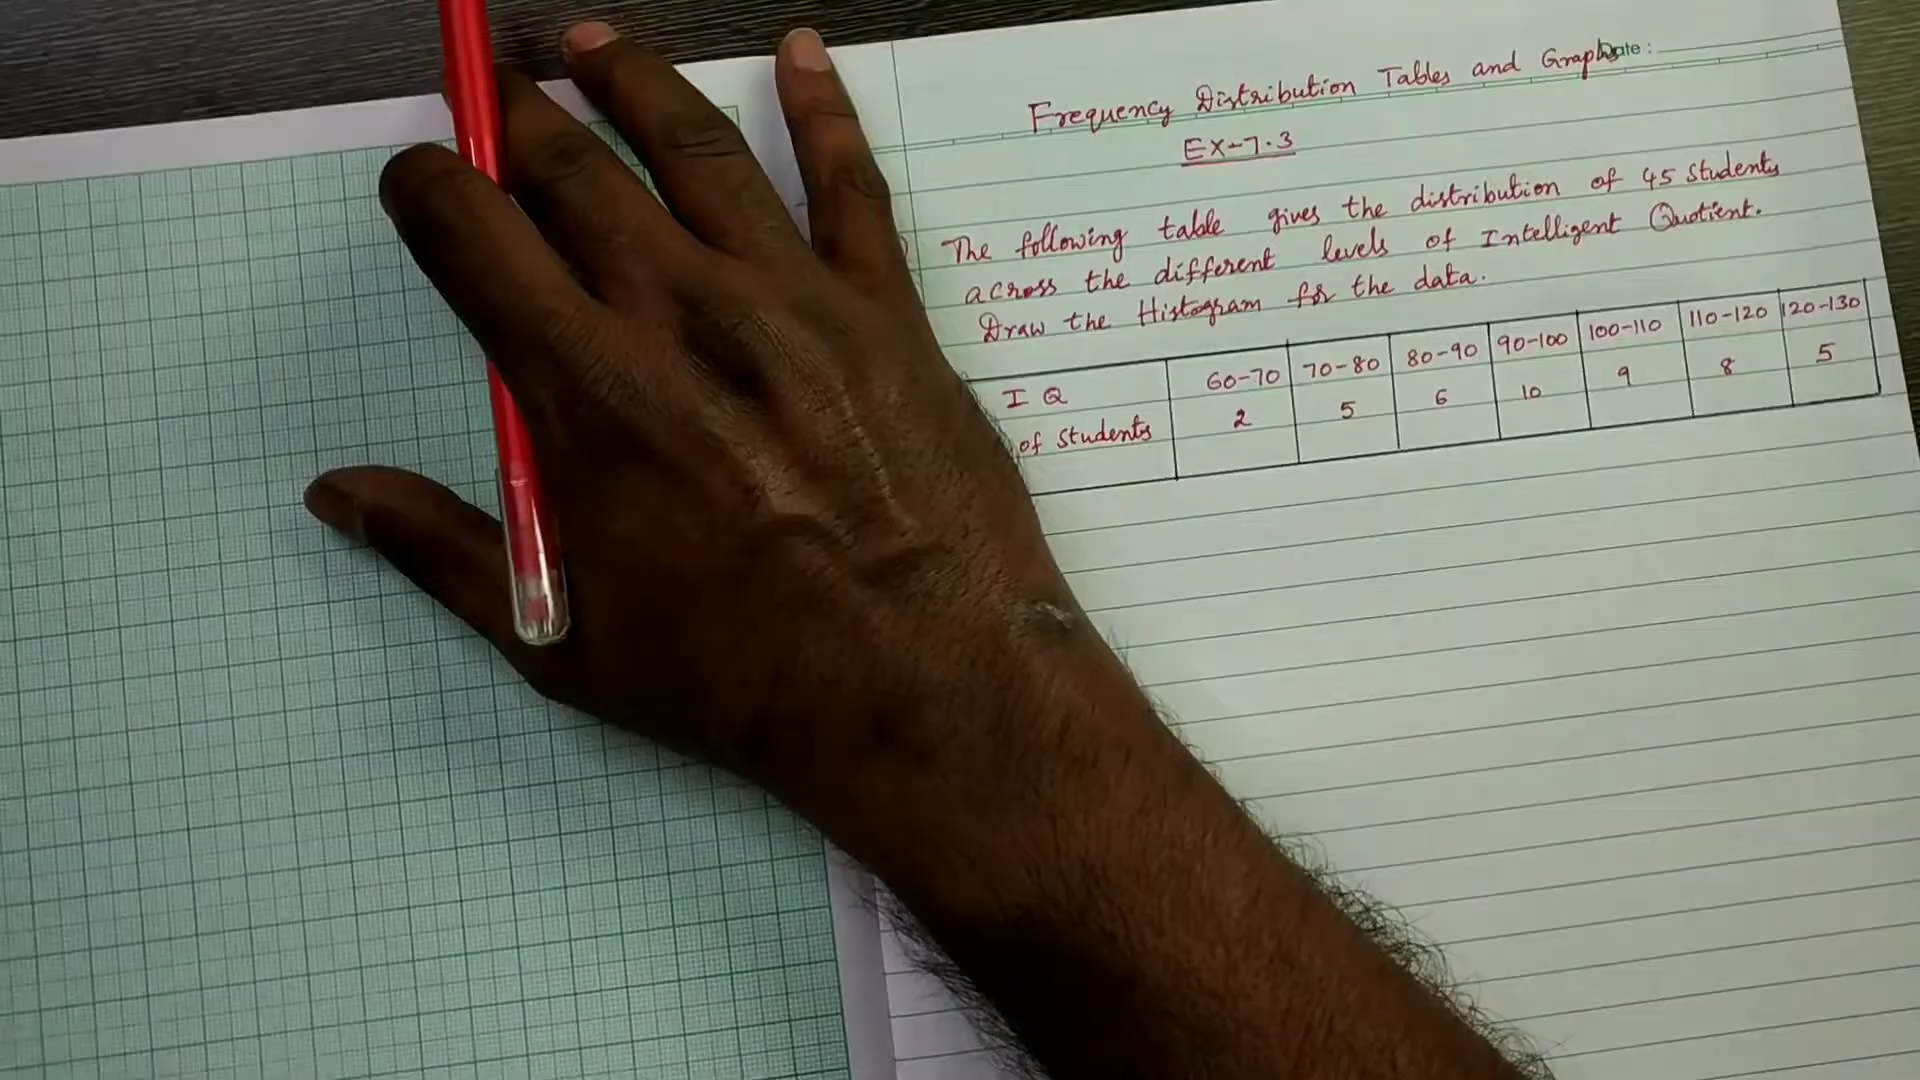 Date :
Frequency Distribution Tables and Graphs
EX-7.3
The following table gives the distribution of 45 students
across the different levels of Intelligent Quotient.
Draw the Histogram for the data.
I Q 60-70 70-80 80-90 90-100 100-110 110-120 120-130
of Students 2 5 6 10 9 8 5